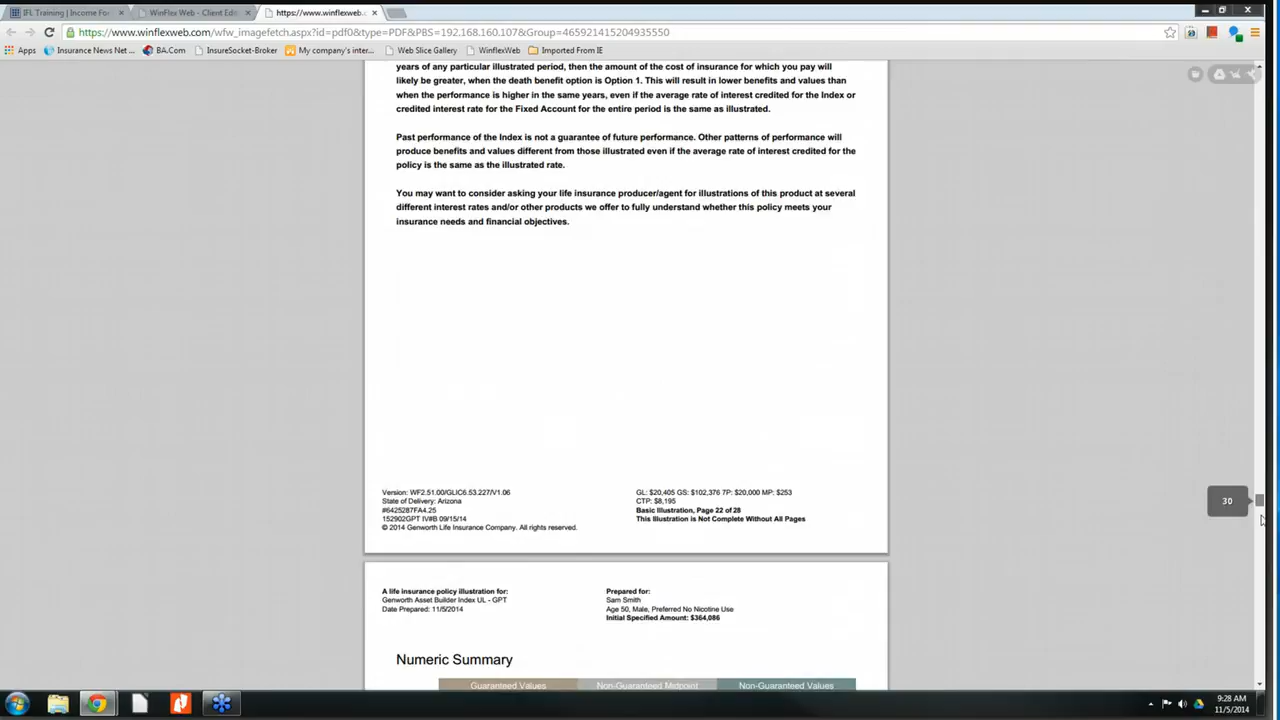 IFL Training | Income For
WinFlex Web - Client Edi
https://www.winflexweb.c
https://www.winflexweb.com/wfw_imagefetch.aspx?id=pdf0&type=PDF&PBS=192.168.160.107&Group=465921415204935550
Apps Insurance News Net ... BA.Com InsureSocket-Broker My company's inter... Web Slice Gallery WinflexWeb Imported From IE
years of any particular illustrated period, then the amount of the cost of insurance for which you pay will
likely be greater, when the death benefit option is Option 1. This will result in lower benefits and values than
when the performance is higher in the same years, even if the average rate of interest credited for the Index or
credited interest rate for the Fixed Account for the entire period is the same as illustrated.
Past performance of the Index is not a guarantee of future performance. Other patterns of performance will
produce benefits and values different from those illustrated even if the average rate of interest credited for the
policy is the same as the illustrated rate.
You may want to consider asking your life insurance producer/agent for illustrations of this product at several
different interest rates and/or other products we offer to fully understand whether this policy meets your
insurance needs and financial objectives.
Version: WF2.51.00/GLIC6.53.227/V1.06
State of Delivery: Arizona
#6425287FA4.25
152902GPT IV#B 09/15/14
© 2014 Genworth Life Insurance Company. All rights reserved.
GL: $20,405 GS: $102,376 7P: $20,000 MP: $253
CTP: $8,195
Basic Illustration, Page 22 of 28
This Illustration is Not Complete Without All Pages
30
A life insurance policy illustration for:
Genworth Asset Builder Index UL - GPT
Date Prepared: 11/5/2014
Prepared for:
Sam Smith
Age 50, Male, Preferred No Nicotine Use
Initial Specified Amount: $364,086
Numeric Summary
Guaranteed Values Non-Guaranteed Midpoint Non-Guaranteed Values
9:28 AM
11/5/2014